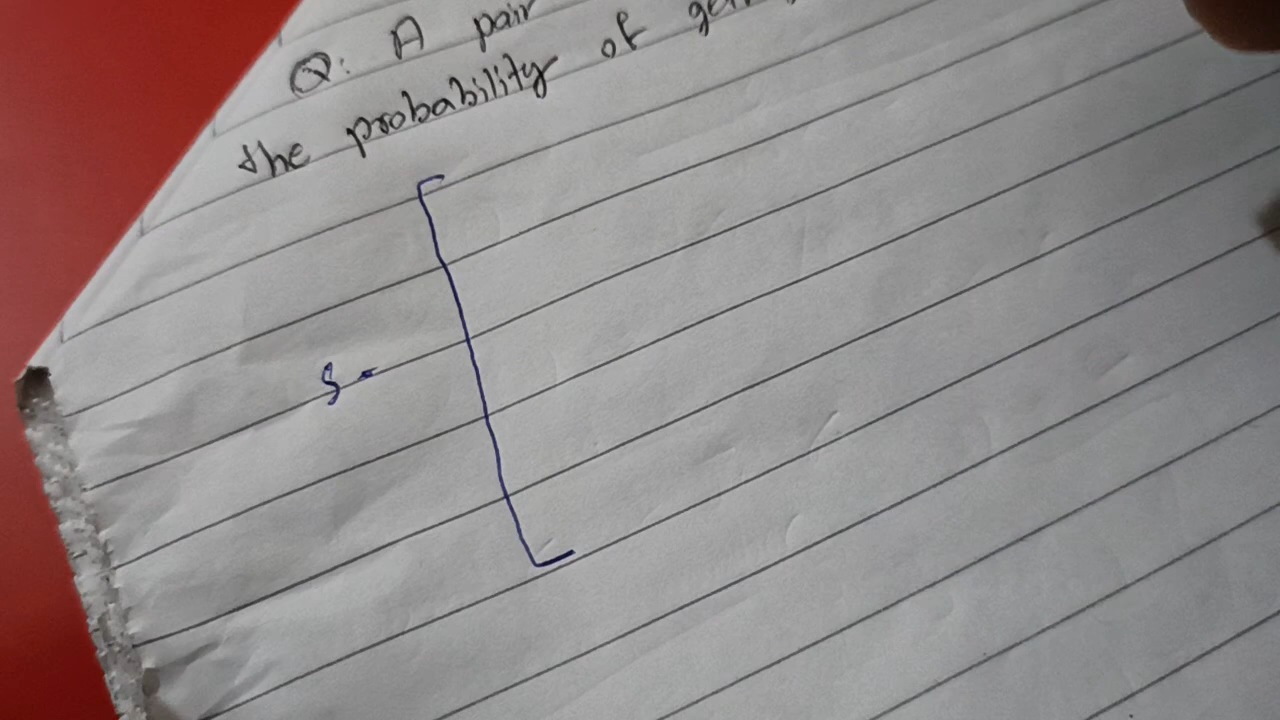 Q: A pair
the probability of
S =